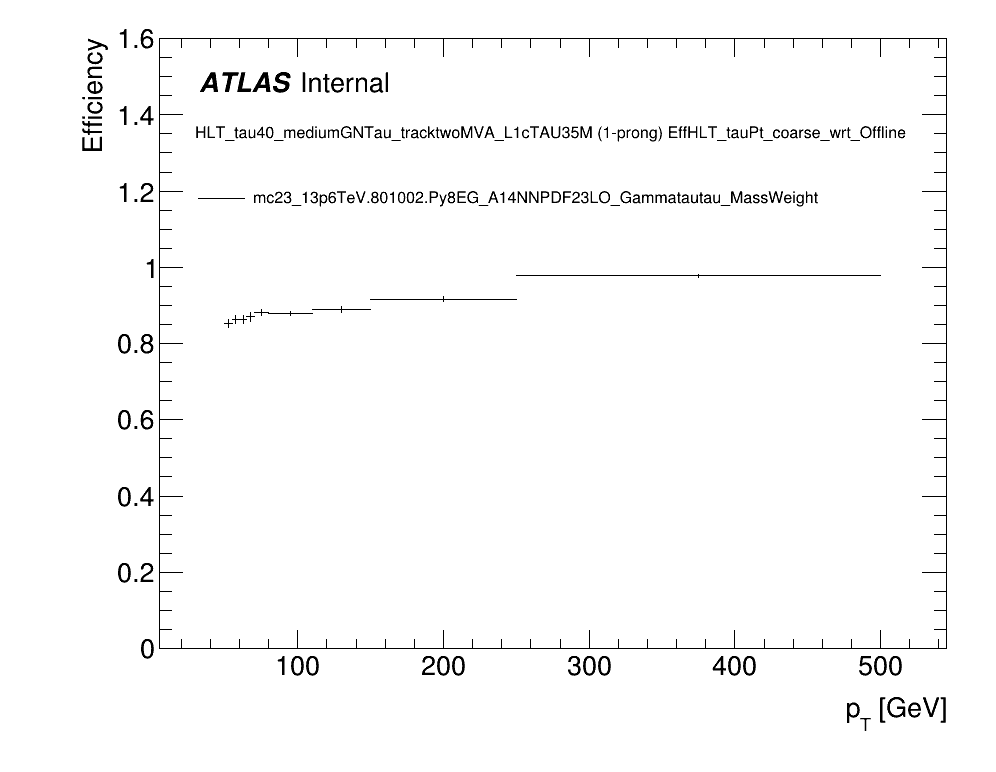 1.6
Efficiency
ATLAS Internal
1.4
HLT_tau40_mediumGNTau_tracktwoMVA_L1cTAU35M (1-prong) EffHLT_tauPt_coarse_wrt_Offline
1.2
mc23_13p6TeV.801002.Py8EG_A14NNPDF23LO_Gammatautau_MassWeight
1
0.8
0.6
0.4
0.2
0
100 200 300 400 500
p_T [GeV]